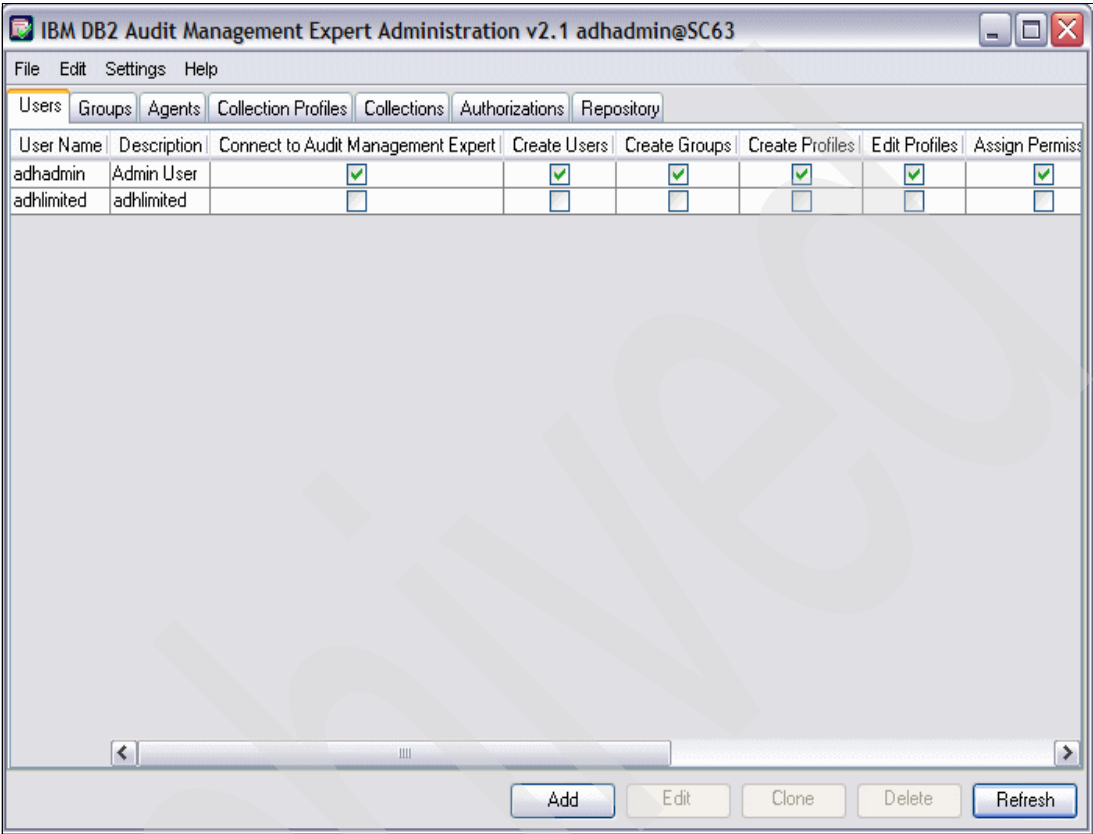 IBM DB2 Audit Management Expert Administration v2.1 adhadmin@SC63
File Edit Settings Help
Users Groups Agents Collection Profiles Collections Authorizations Repository
User Name Description Connect to Audit Management Expert Create Users Create Groups Create Profiles Edit Profiles Assign Permiss
adhadmin Admin User
adhlimited adhlimited
Add Edit Clone Delete Refresh